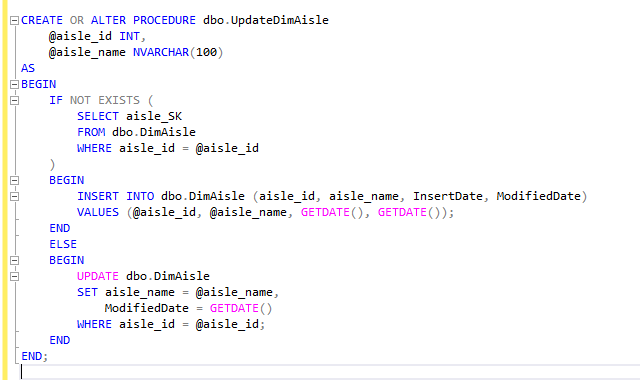 CREATE OR ALTER PROCEDURE dbo.UpdateDimAisle
    @aisle_id INT,
    @aisle_name NVARCHAR(100)
AS
BEGIN
    IF NOT EXISTS (
        SELECT aisle_SK
        FROM dbo.DimAisle
        WHERE aisle_id = @aisle_id
    )
    BEGIN
        INSERT INTO dbo.DimAisle (aisle_id, aisle_name, InsertDate, ModifiedDate)
        VALUES (@aisle_id, @aisle_name, GETDATE(), GETDATE());
    END
    ELSE
    BEGIN
        UPDATE dbo.DimAisle
        SET aisle_name = @aisle_name,
            ModifiedDate = GETDATE()
        WHERE aisle_id = @aisle_id;
    END
END;